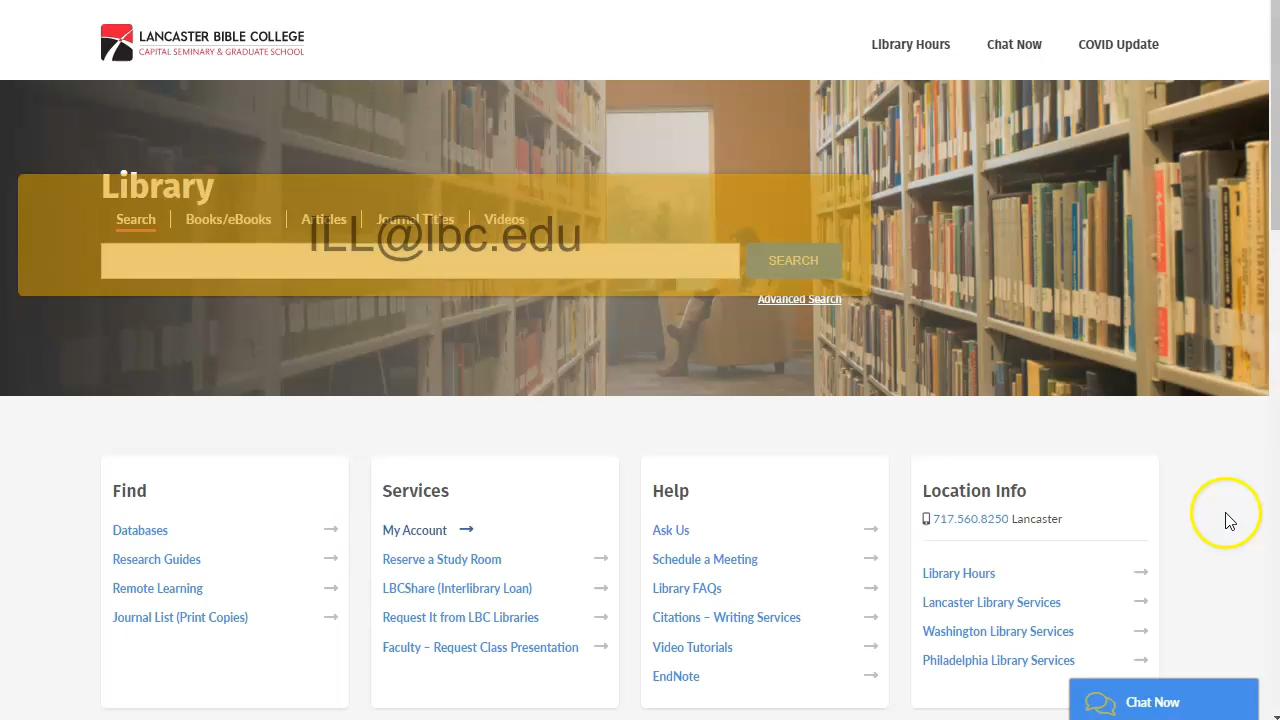 LANCASTER BIBLE COLLEGE
CAPITAL SEMINARY & GRADUATE SCHOOL
Library Hours
Chat Now
COVID Update
Library
Search
Books/eBooks
Articles
Journal Titles
Videos
ILL@lbc.edu
SEARCH
Advanced Search
Find
Databases
Research Guides
Remote Learning
Journal List (Print Copies)
Services
My Account
Reserve a Study Room
LBCShare (Interlibrary Loan)
Request It from LBC Libraries
Faculty – Request Class Presentation
Help
Ask Us
Schedule a Meeting
Library FAQs
Citations – Writing Services
Video Tutorials
EndNote
Location Info
717.560.8250 Lancaster
Library Hours
Lancaster Library Services
Washington Library Services
Philadelphia Library Services
Chat Now